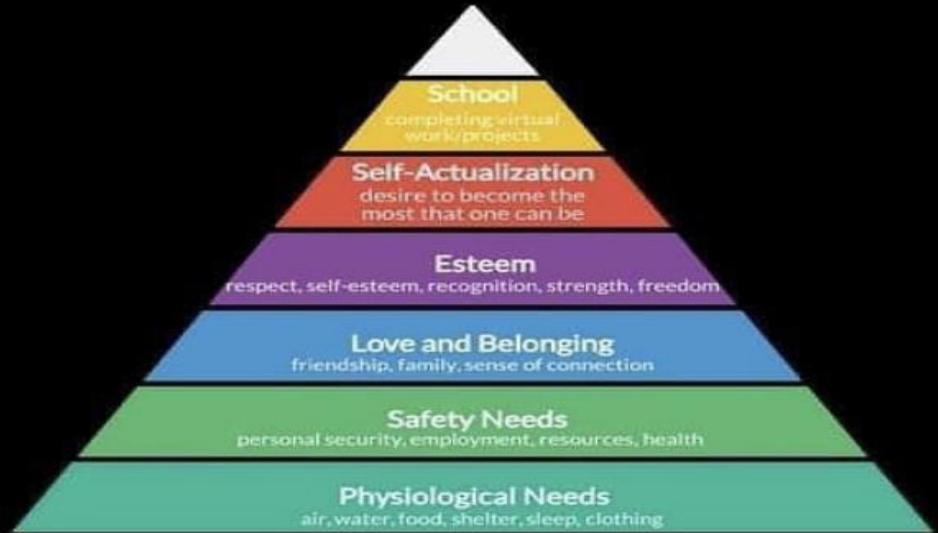 School
completing virtual
work/projects
Self-Actualization
desire to become the
most that one can be
Esteem
respect, self-esteem, recognition, strength, freedom
Love and Belonging
friendship, family, sense of connection
Safety Needs
personal security, employment, resources, health
Physiological Needs
air, water, food, shelter, sleep, clothing